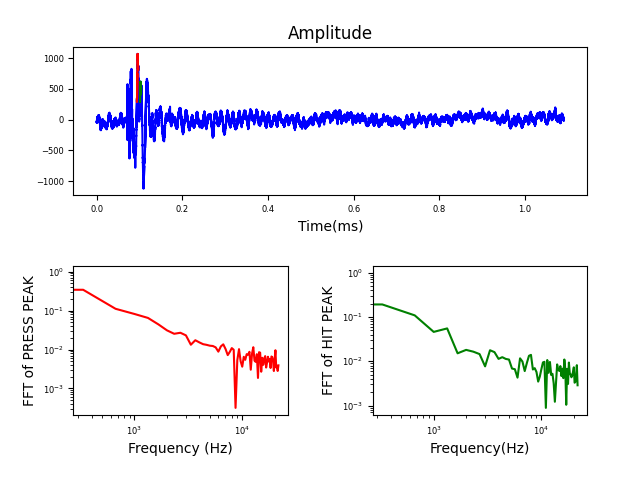 Amplitude
1000
500
0
−500
−1000
0.0 0.2 0.4 0.6 0.8 1.0
Time(ms)
FFT of PRESS PEAK
10⁰
10⁻¹
10⁻²
10⁻³
10³ 10⁴
Frequency (Hz)
FFT of HIT PEAK
10⁰
10⁻¹
10⁻²
10⁻³
10³ 10⁴
Frequency(Hz)